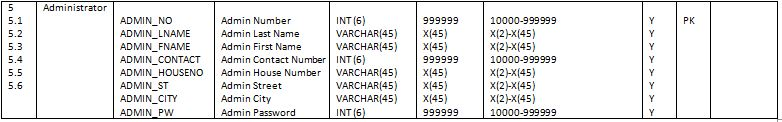 5 Administrator
5.1 ADMIN_NO Admin Number INT(6) 999999 10000-999999 Y PK
5.2 ADMIN_LNAME Admin Last Name VARCHAR(45) X(45) X(2)-X(45) Y
5.3 ADMIN_FNAME Admin First Name VARCHAR(45) X(45) X(2)-X(45) Y
5.4 ADMIN_CONTACT Admin Contact Number INT(6) 999999 10000-999999 Y
5.5 ADMIN_HOUSENO Admin House Number VARCHAR(45) X(45) X(2)-X(45) Y
5.6 ADMIN_ST Admin Street VARCHAR(45) X(45) X(2)-X(45) Y
ADMIN_CITY Admin City VARCHAR(45) X(45) X(2)-X(45) Y
ADMIN_PW Admin Password INT(6) 999999 10000-999999 Y